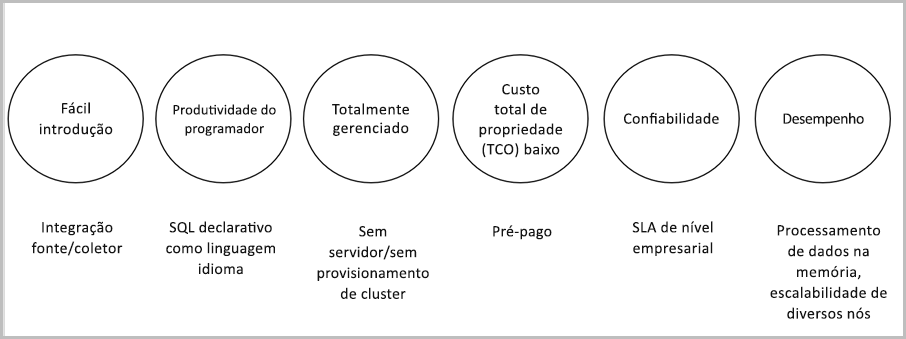 Fácil
introdução
Produtividade do
programador
Totalmente
gerenciado
Custo
total de
propriedade
(TCO) baixo
Confiabilidade
Desempenho
Integração
fonte/coletor
SQL declarativo
como linguagem
idioma
Sem
servidor/sem
provisionamento
de cluster
Pré-pago
SLA de nível
empresarial
Processamento
de dados na
memória,
escalabilidade de
diversos nós